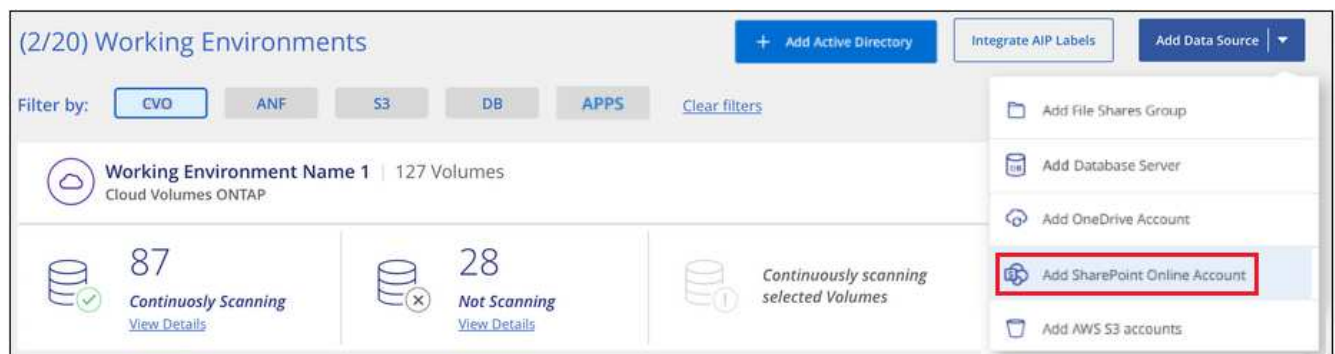 (2/20) Working Environments
+ Add Active Directory
Integrate AIP Labels
Add Data Source
Filter by: CVO ANF S3 DB APPS Clear filters
Working Environment Name 1 | 127 Volumes
Cloud Volumes ONTAP
87
Continuosly Scanning
View Details
28
Not Scanning
View Details
Continuously scanning
selected Volumes
Add File Shares Group
DB
Add Database Server
Add OneDrive Account
S
Add SharePoint Online Account
Add AWS S3 accounts